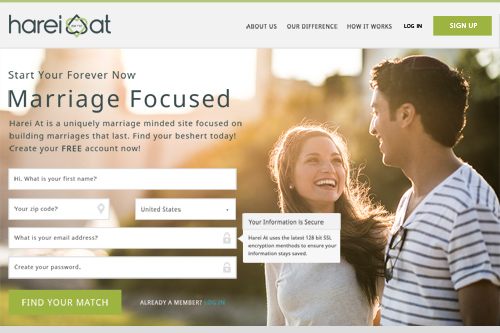 harei at
ABOUT US OUR DIFFERENCE HOW IT WORKS LOG IN SIGN UP
Start Your Forever Now
Marriage Focused
Harei At is a uniquely marriage minded site focused on
building marriages that last. Find your beshert today!
Create your FREE account now!
Hi, What is your first name?
Your zip code? United States
Your Information is Secure
What is your email address?
Harei At uses the latest 128 bit SSL
encryption menthods to ensure your
information stays saved.
Create your password.
FIND YOUR MATCH ALREADY A MEMBER? LOG IN